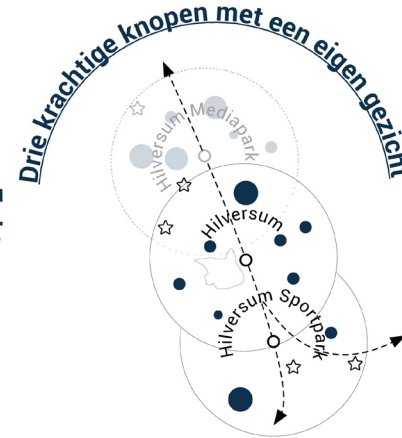 Drie krachtige knopen met een eigen gezicht
Hilversum Mediapark
Hilversum
Hilversum Sportpark